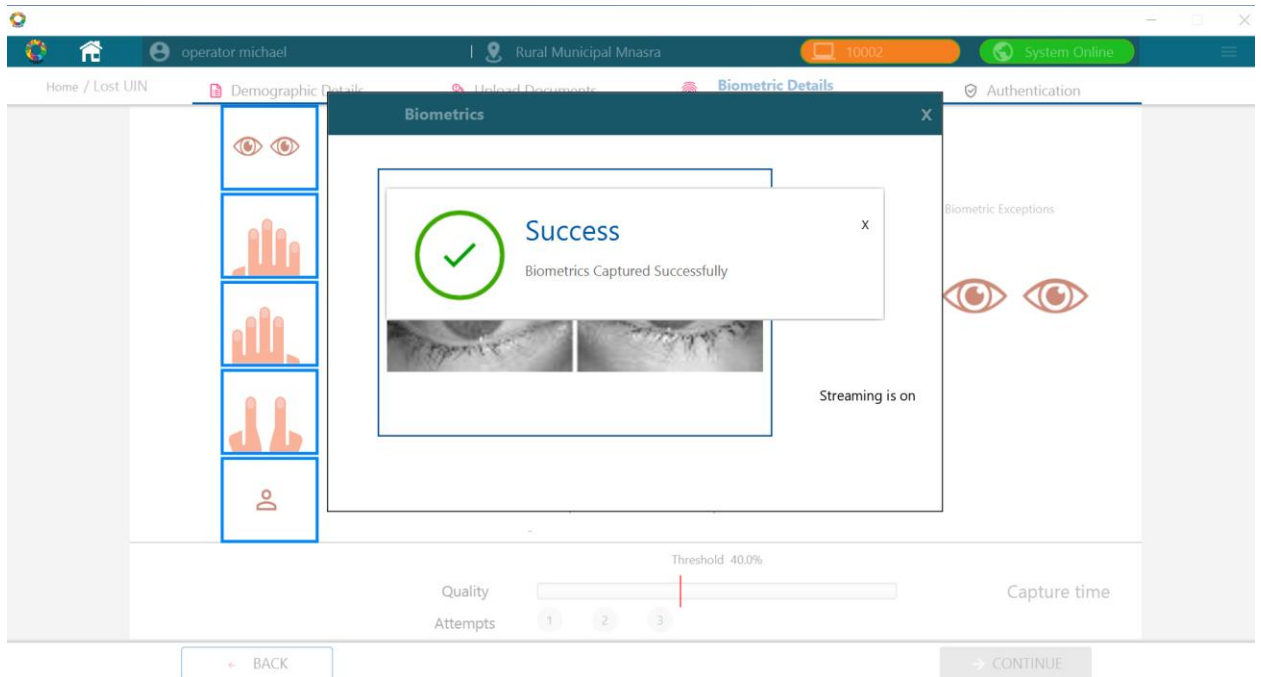 operator michael | Rural Municipal Mnasra 10002 System Online
Home / Lost UIN Demographic Details Upload Documents Biometric Details Authentication
Biometrics X
Success X
Biometrics Captured Successfully
Biometric Exceptions
Streaming is on
Threshold 40.0%
Quality Capture time
Attempts 1 2 3
← BACK → CONTINUE